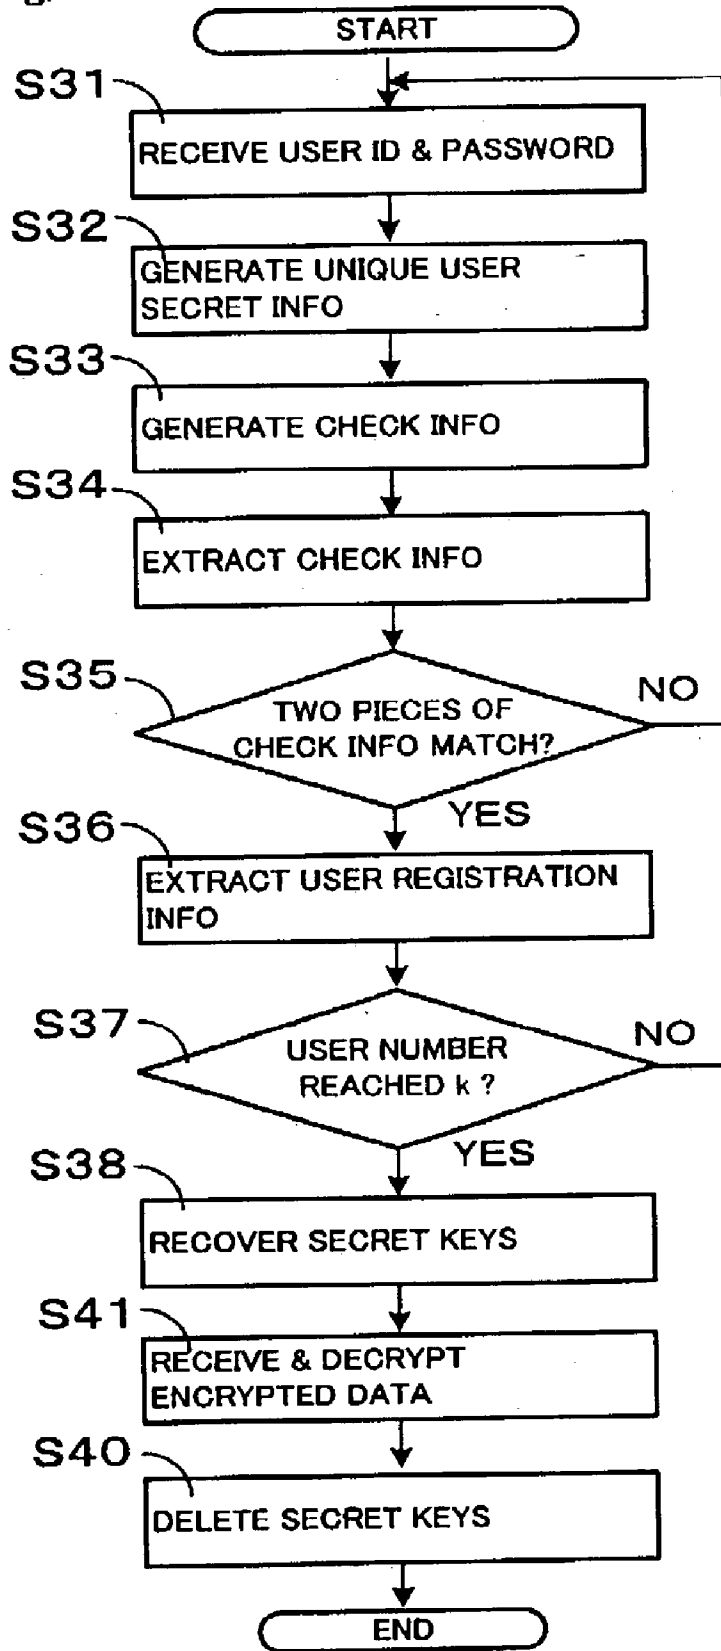 START
S31
RECEIVE USER ID & PASSWORD
S32
GENERATE UNIQUE USER
SECRET INFO
S33
GENERATE CHECK INFO
S34
EXTRACT CHECK INFO
S35
TWO PIECES OF
CHECK INFO MATCH?
NO
YES
S36
EXTRACT USER REGISTRATION
INFO
S37
USER NUMBER
REACHED k ?
NO
YES
S38
RECOVER SECRET KEYS
S41
RECEIVE & DECRYPT
ENCRYPTED DATA
S40
DELETE SECRET KEYS
END